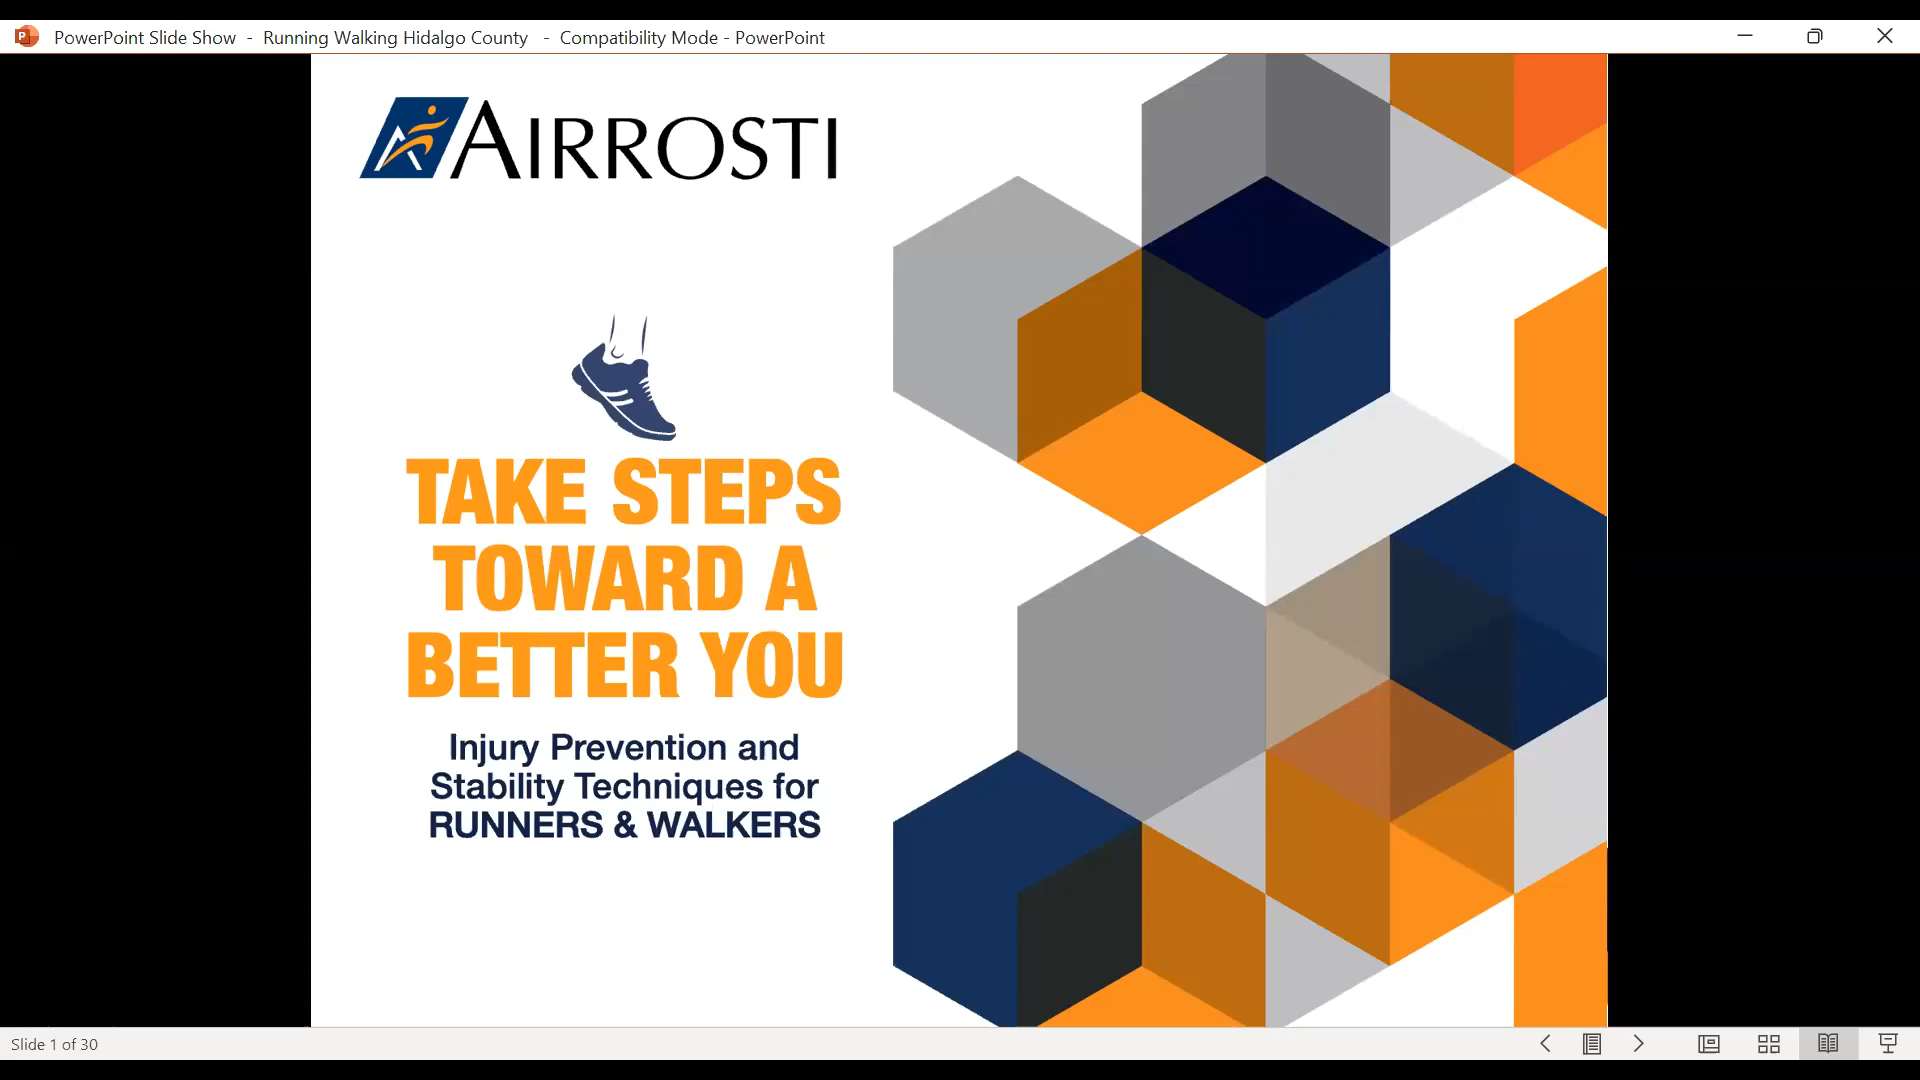 PowerPoint Slide Show - Running Walking Hidalgo County - Compatibility Mode - PowerPoint
AIRROSTI
TAKE STEPS
TOWARD A
BETTER YOU
Injury Prevention and
Stability Techniques for
RUNNERS & WALKERS
Slide 1 of 30